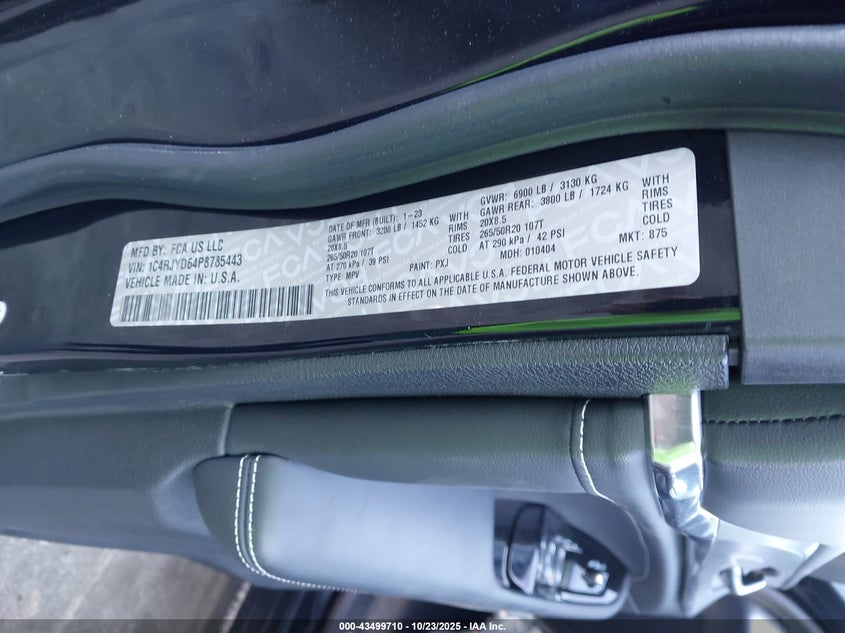 MFD BY: FCA US LLC
VIN: 1C4RJYD64P8785443
VEHICLE MADE IN: U.S.A.
DATE OF MFR (BUILT): 1-23
GAWR FRONT: 3200 LB / 1452 KG WITH
20X8.5 RIMS
265/50R20 107T TIRES
AT 270 kPa / 39 PSI COLD
TYPE: MPV PAINT: PXJ
GVWR: 6900 LB / 3130 KG
GAWR REAR: 3800 LB / 1724 KG WITH
20X8.5 RIMS
265/50R20 107T TIRES
AT 290 kPa / 42 PSI COLD
MDH: 010404 MKT: 875
VEHICLE CONFORMS TO ALL APPLICABLE FEDERAL MOTOR VEHICLE SAFETY
STANDARDS IN EFFECT ON THE DATE OF MANUFACTURE SHOWN ABOVE.
000-43499710 - 10/23/2025 - IAA Inc.